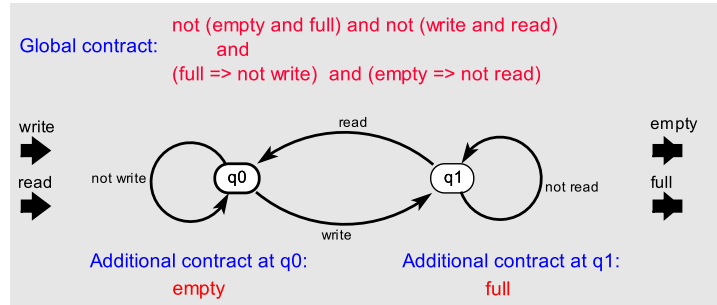 not (empty and full) and not (write and read)
Global contract:
and
(full => not write)  and (empty => not read)
write
read
empty
read
full
not write
q0
q1
not read
write
Additional contract at q0:
Additional contract at q1:
empty
full